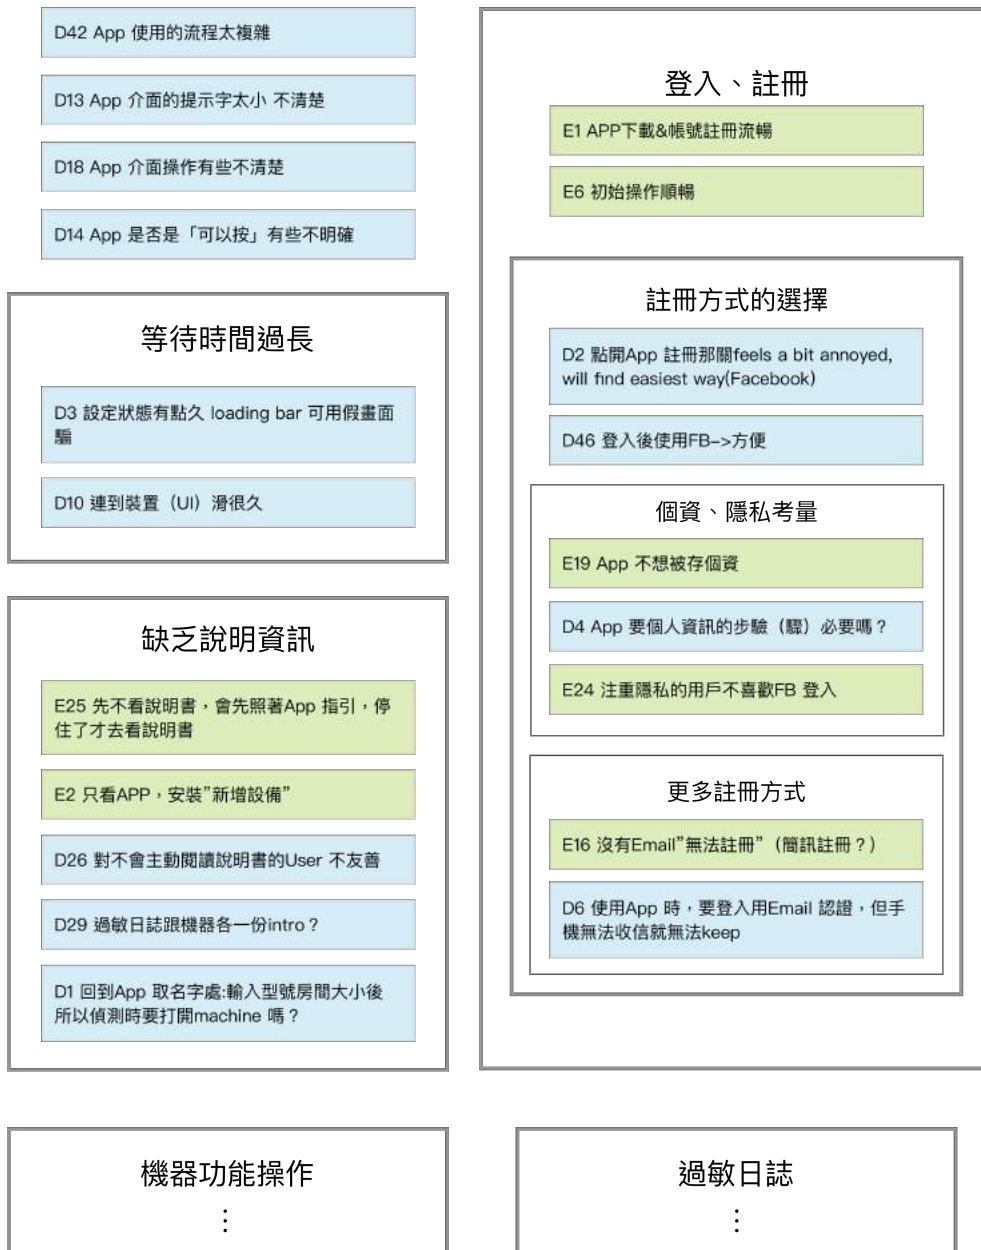 D42 App 使用的流程太複雜
D13 App 介面的提示字太小 不清楚
D18 App 介面操作有些不清楚
D14 App 是否是「可以按」有些不明確
等待時間過長
D3 設定狀態有點久 loading bar 可用假畫面
騙
D10 連到裝置（UI）滑很久
缺乏說明資訊
E25 先不看說明書，會先照著App 指引，停
住了才去看說明書
E2 只看APP，安裝”新增設備”
D26 對不會主動閱讀說明書的User 不友善
D29 過敏日誌跟機器各一份intro？
D1 回到App 取名字處:輸入型號房間大小後
所以偵測時要打開machine 嗎？
登入、註冊
E1 APP下載&帳號註冊流暢
E6 初始操作順暢
註冊方式的選擇
D2 點開App 註冊那關feels a bit annoyed,
will find easiest way(Facebook)
D46 登入後使用FB–>方便
個資、隱私考量
E19 App 不想被存個資
D4 App 要個人資訊的步驗（驟）必要嗎？
E24 注重隱私的用戶不喜歡FB 登入
更多註冊方式
E16 沒有Email”無法註冊”（簡訊註冊？）
D6 使用App 時，要登入用Email 認證，但手
機無法收信就無法keep
機器功能操作
⋮
過敏日誌
⋮